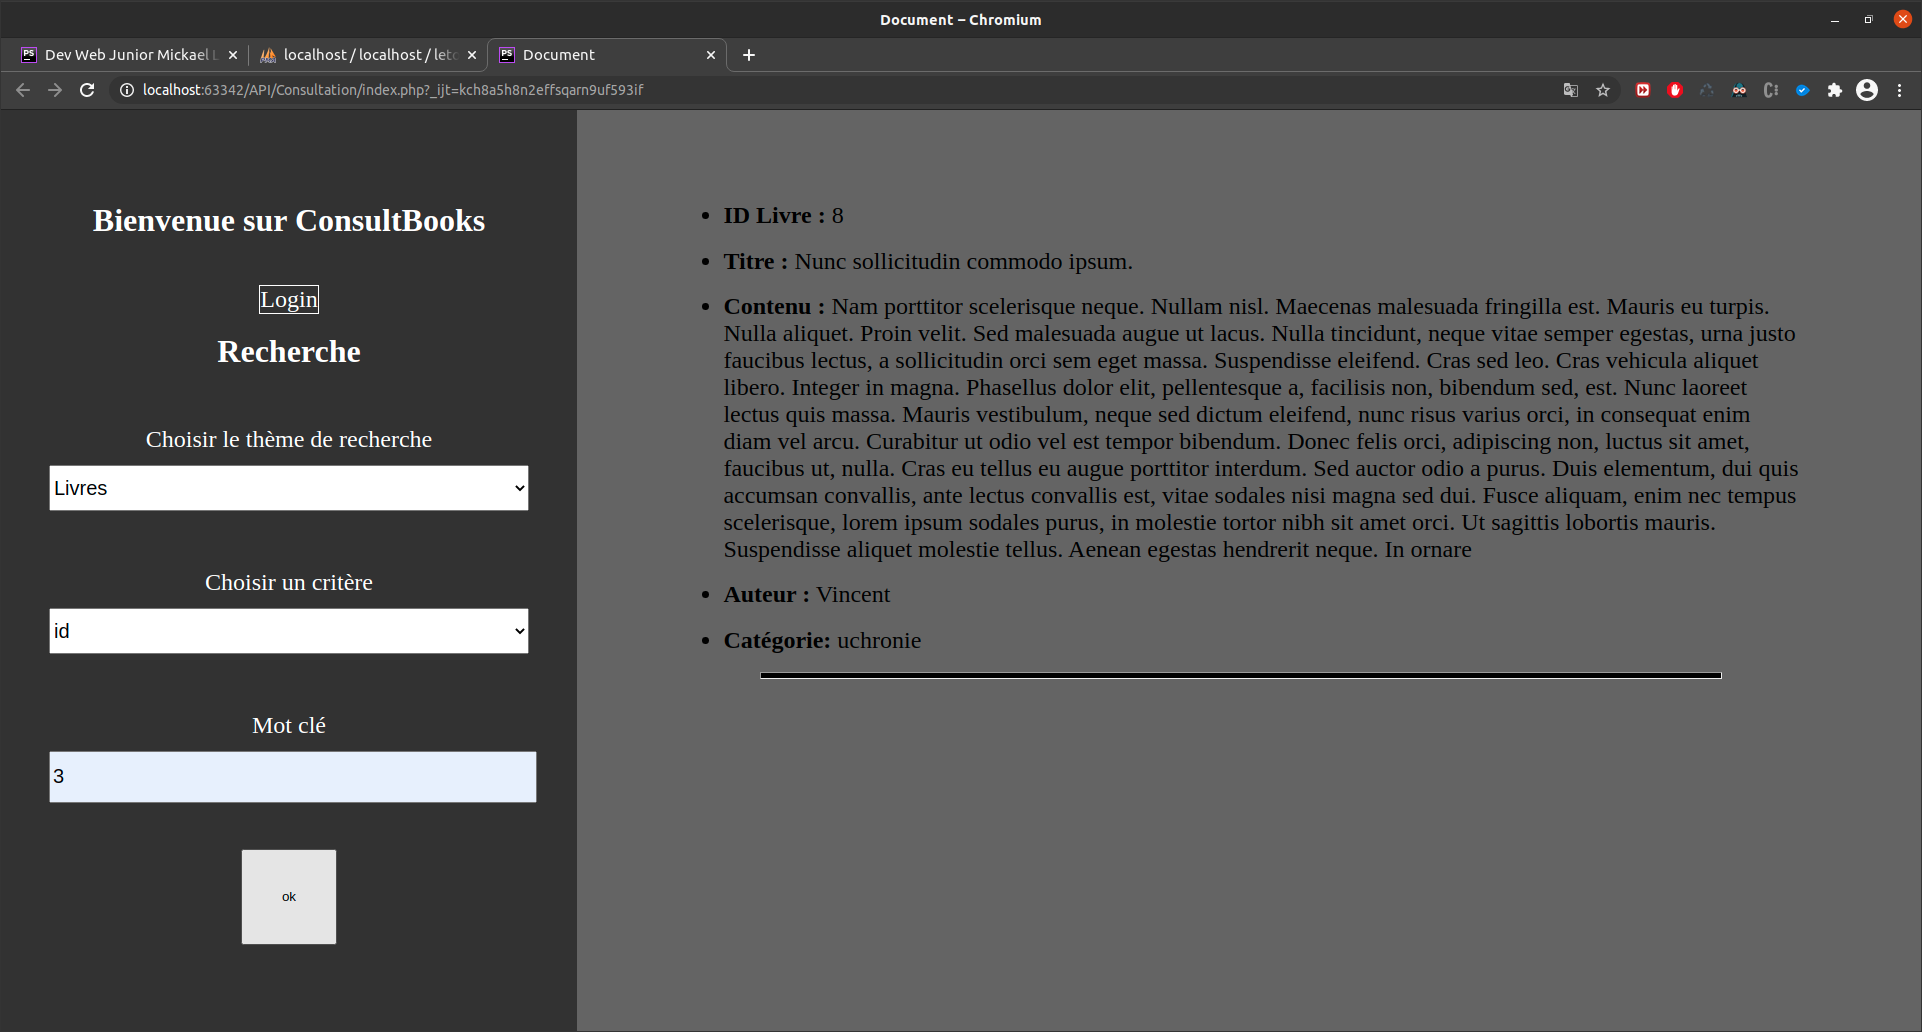 Document – Chromium
Dev Web Junior Mickael
localhost / localhost / leto
Document
localhost:63342/API/Consultation/index.php?_ijt=kch8a5h8n2effsqarn9uf593if
Bienvenue sur ConsultBooks
Login
Recherche
Choisir le thème de recherche
Livres
Choisir un critère
id
Mot clé
3
ok
ID Livre : 8
Titre : Nunc sollicitudin commodo ipsum.
Contenu : Nam porttitor scelerisque neque. Nullam nisl. Maecenas malesuada fringilla est. Mauris eu turpis.
Nulla aliquet. Proin velit. Sed malesuada augue ut lacus. Nulla tincidunt, neque vitae semper egestas, urna justo
faucibus lectus, a sollicitudin orci sem eget massa. Suspendisse eleifend. Cras sed leo. Cras vehicula aliquet
libero. Integer in magna. Phasellus dolor elit, pellentesque a, facilisis non, bibendum sed, est. Nunc laoreet
lectus quis massa. Mauris vestibulum, neque sed dictum eleifend, nunc risus varius orci, in consequat enim
diam vel arcu. Curabitur ut odio vel est tempor bibendum. Donec felis orci, adipiscing non, luctus sit amet,
faucibus ut, nulla. Cras eu tellus eu augue porttitor interdum. Sed auctor odio a purus. Duis elementum, dui quis
accumsan convallis, ante lectus convallis est, vitae sodales nisi magna sed dui. Fusce aliquam, enim nec tempus
scelerisque, lorem ipsum sodales purus, in molestie tortor nibh sit amet orci. Ut sagittis lobortis mauris.
Suspendisse aliquet molestie tellus. Aenean egestas hendrerit neque. In ornare
Auteur : Vincent
Catégorie: uchronie